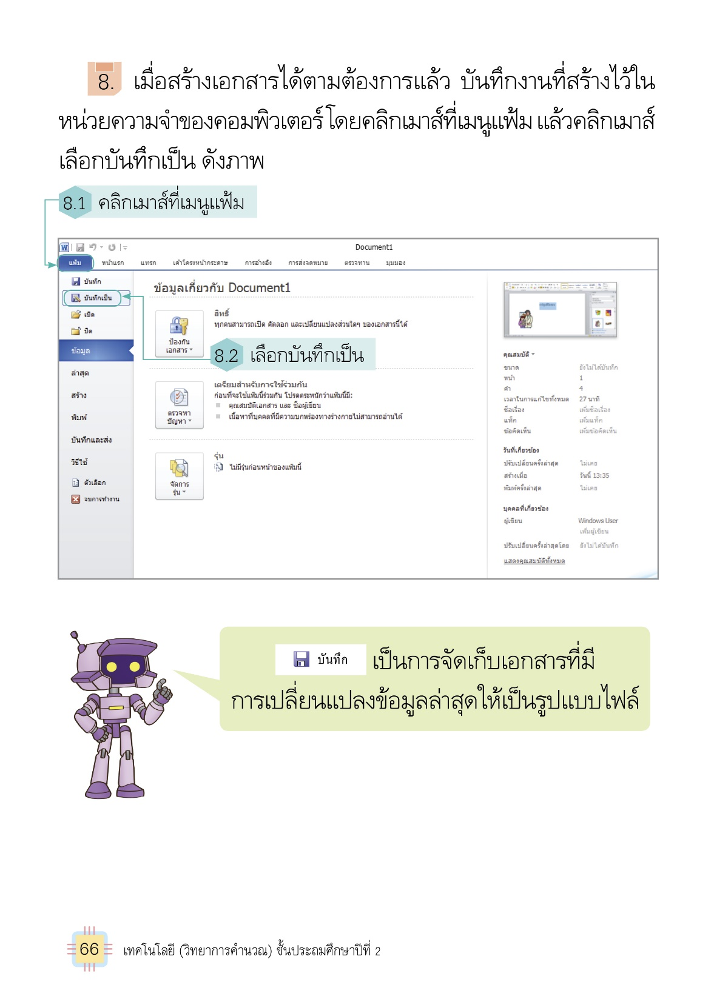 8. เมื่อสร้างเอกสารได้ตามต้องการแล้ว บันทึกงานที่สร้างไว้ใน
หน่วยความจำของคอมพิวเตอร์ โดยคลิกเมาส์ที่เมนูแฟ้ม แล้วคลิกเมาส์
เลือกบันทึกเป็น ดังภาพ
8.1 คลิกเมาส์ที่เมนูแฟ้ม
Document1
แฟ้ม หน้าแรก แทรก เค้าโครงหน้ากระดาษ การอ้างอิง การส่งจดหมาย ตรวจทาน มุมมอง
บันทึก
บันทึกเป็น
เปิด
ปิด
ข้อมูล
ล่าสุด
สร้าง
พิมพ์
บันทึกและส่ง
วิธีใช้
ตัวเลือก
จบการทำงาน
ข้อมูลเกี่ยวกับ Document1
ป้องกัน
เอกสาร
สิทธิ์
ทุกคนสามารถเปิด คัดลอก และเปลี่ยนแปลงส่วนใดๆ ของเอกสารนี้ได้
8.2 เลือกบันทึกเป็น
ตรวจหา
ปัญหา
เตรียมสำหรับการใช้ร่วมกัน
ก่อนที่จะใช้แฟ้มนี้ร่วมกัน โปรดตระหนักว่าแฟ้มนี้มี:
คุณสมบัติเอกสาร และ ชื่อผู้เขียน
เนื้อหาที่บุคคลที่มีความบกพร่องทางร่างกายไม่สามารถอ่านได้
จัดการ
รุ่น
รุ่น
ไม่มีรุ่นก่อนหน้าของแฟ้มนี้
คุณสมบัติ
ขนาด ยังไม่ได้บันทึก
หน้า 1
คำ 4
เวลาในการแก้ไขทั้งหมด 27 นาที
ชื่อเรื่อง เพิ่มชื่อเรื่อง
แท็ก เพิ่มแท็ก
ข้อคิดเห็น เพิ่มข้อคิดเห็น
วันที่เกี่ยวข้อง
ปรับเปลี่ยนครั้งล่าสุด ไม่เคย
สร้างเมื่อ วันนี้ 13:35
พิมพ์ครั้งล่าสุด ไม่เคย
บุคคลที่เกี่ยวข้อง
ผู้เขียน Windows User
เพิ่มผู้เขียน
ปรับเปลี่ยนครั้งล่าสุดโดย ยังไม่ได้บันทึก
แสดงคุณสมบัติทั้งหมด
บันทึก เป็นการจัดเก็บเอกสารที่มี
การเปลี่ยนแปลงข้อมูลล่าสุดให้เป็นรูปแบบไฟล์
66 เทคโนโลยี (วิทยาการคำนวณ) ชั้นประถมศึกษาปีที่ 2